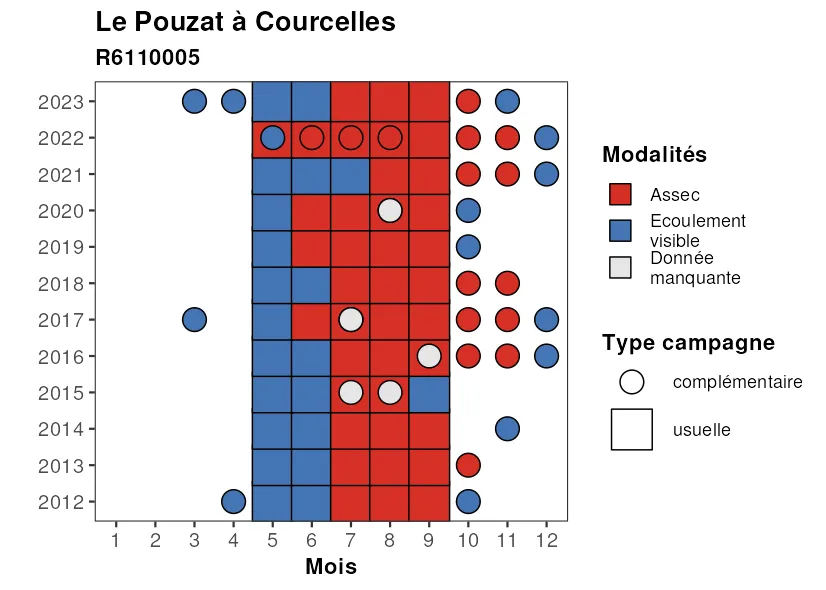 Le Pouzat à Courcelles
R6110005
2023
2022
2021
2020
2019
2018
2017
2016
2015
2014
2013
2012
1 2 3 4 5 6 7 8 9 10 11 12
Mois
Modalités
Assec
Ecoulement
visible
Donnée
manquante
Type campagne
complémentaire
usuelle